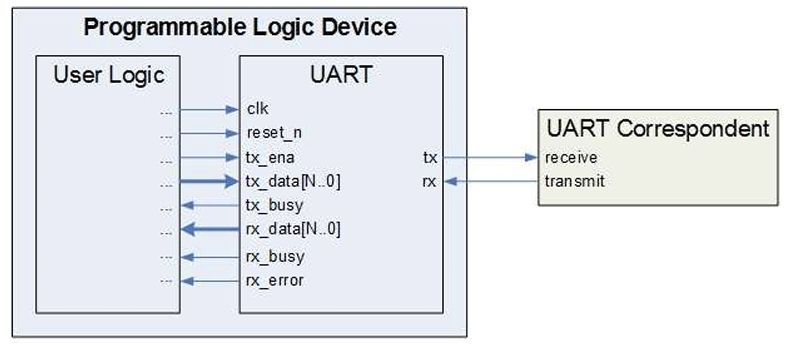 Programmable Logic Device
User Logic
UART
... clk
... reset_n
... tx_ena tx receive
... tx_data[N..0] rx transmit
... tx_busy
... rx_data[N..0]
... rx_busy
... rx_error
UART Correspondent